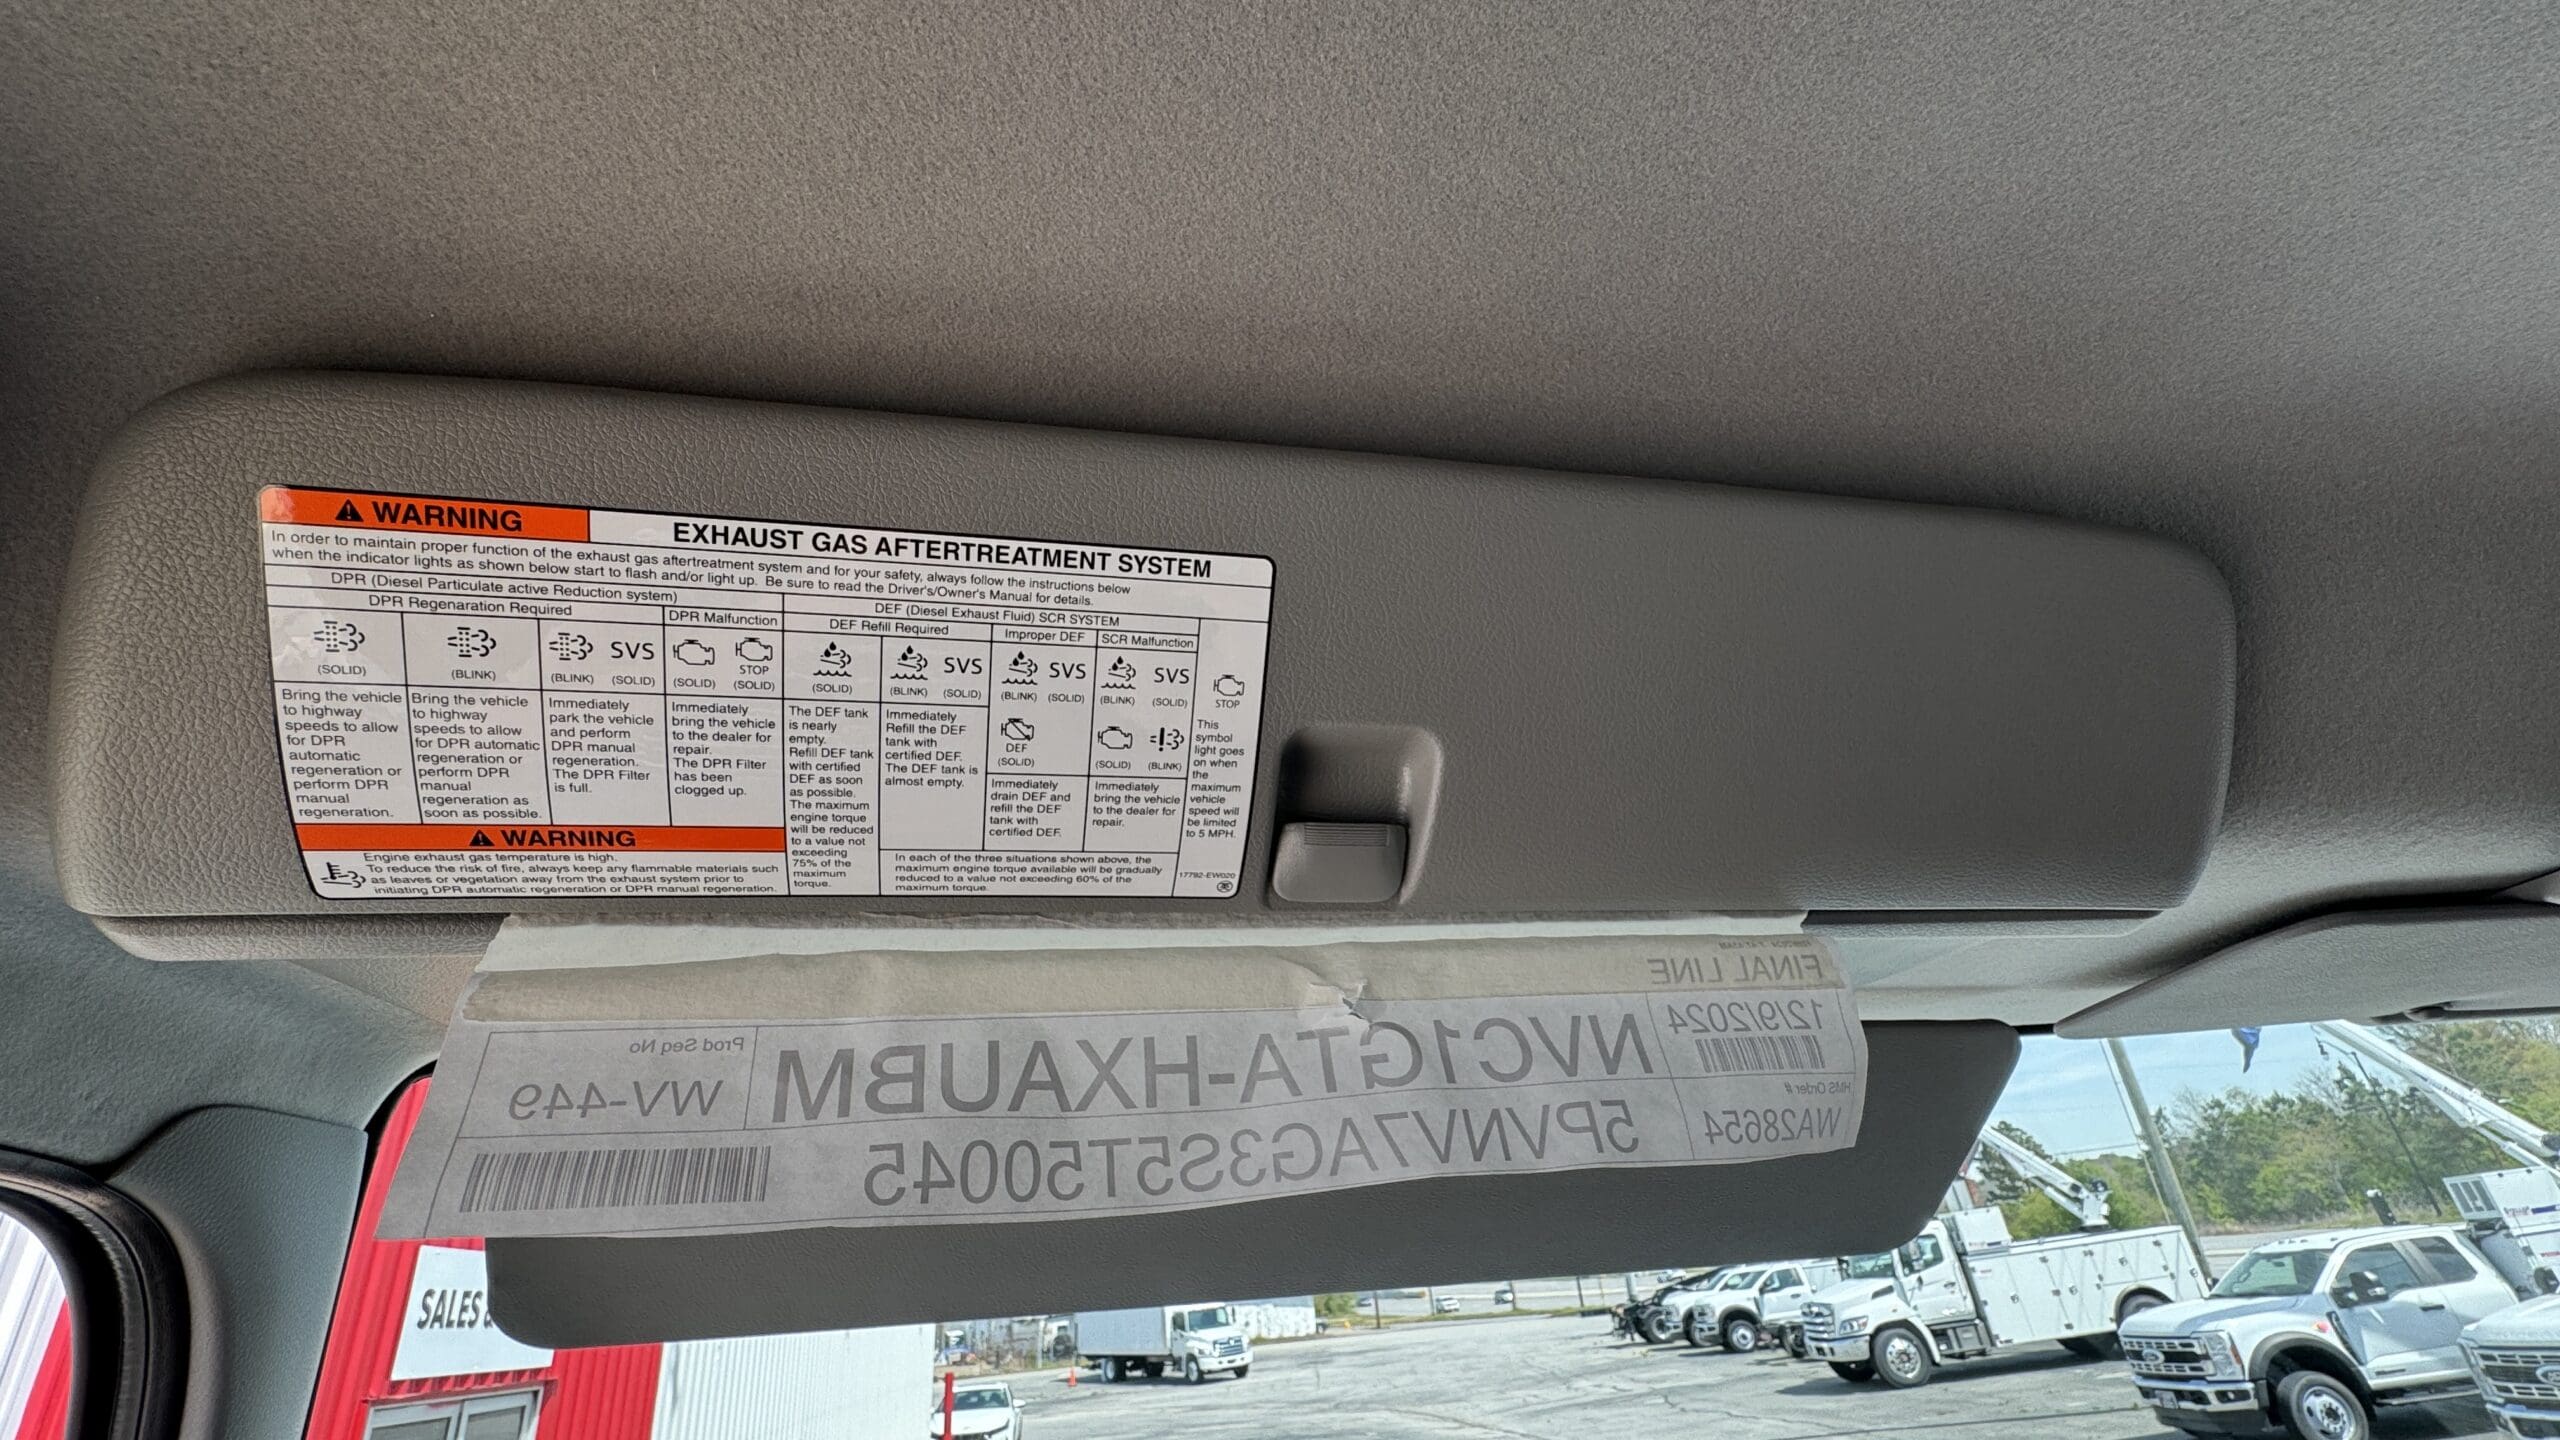 WARNING
EXHAUST GAS AFTERTREATMENT SYSTEM
In order to maintain proper function of the exhaust gas aftertreatment system and for your safety, always follow the instructions below
when the indicator lights as shown below start to flash and/or light up. Be sure to read the Driver's/Owner's Manual for details.
DPR (Diesel Particulate active Reduction system)
DPR Regenaration Required
DPR Malfunction
(SOLID)
(BLINK)
SVS
(BLINK) (SOLID)
STOP
(SOLID) (SOLID)
Bring the vehicle
to highway
speeds to allow
for DPR
automatic
regeneration or
perform DPR
manual
regeneration.
Bring the vehicle
to highway
speeds to allow
for DPR automatic
regeneration or
perform DPR
manual
regeneration as
soon as possible.
Immediately
park the vehicle
and perform
DPR manual
regeneration.
The DPR Filter
is full.
Immediately
bring the vehicle
to the dealer for
repair.
The DPR Filter
has been
clogged up.
WARNING
Engine exhaust gas temperature is high.
To reduce the risk of fire, always keep any flammable materials such
as leaves or vegetation away from the exhaust system prior to
initiating DPR automatic regeneration or DPR manual regeneration.
DEF (Diesel Exhaust Fluid) SCR SYSTEM
DEF Refill Required
Improper DEF
SCR Malfunction
(SOLID)
SVS
(BLINK) (SOLID)
SVS
(BLINK) (SOLID)
DEF
(SOLID)
SVS
(BLINK) (SOLID)
(SOLID) (BLINK)
STOP
The DEF tank
is nearly
empty.
Refill DEF tank
with certified
DEF as soon
as possible.
The maximum
engine torque
will be reduced
to a value not
exceeding
75% of the
maximum
torque.
Immediately
Refill the DEF
tank with
certified DEF.
The DEF tank is
almost empty.
Immediately
drain DEF and
refill the DEF
tank with
certified DEF.
Immediately
bring the vehicle
to the dealer for
repair.
This
symbol
light goes
on when
the
maximum
vehicle
speed will
be limited
to 5 MPH.
In each of the three situations shown above, the
maximum engine torque available will be gradually
reduced to a value not exceeding 60% of the
maximum torque.
17792-EW020
FINAL LINE
12/9/2024
NVC1GTA-HXAUBM
Prod Seq No
WV-449
HMS Order #
WA28654
5PVNV7AG3S5T50045
SALES &